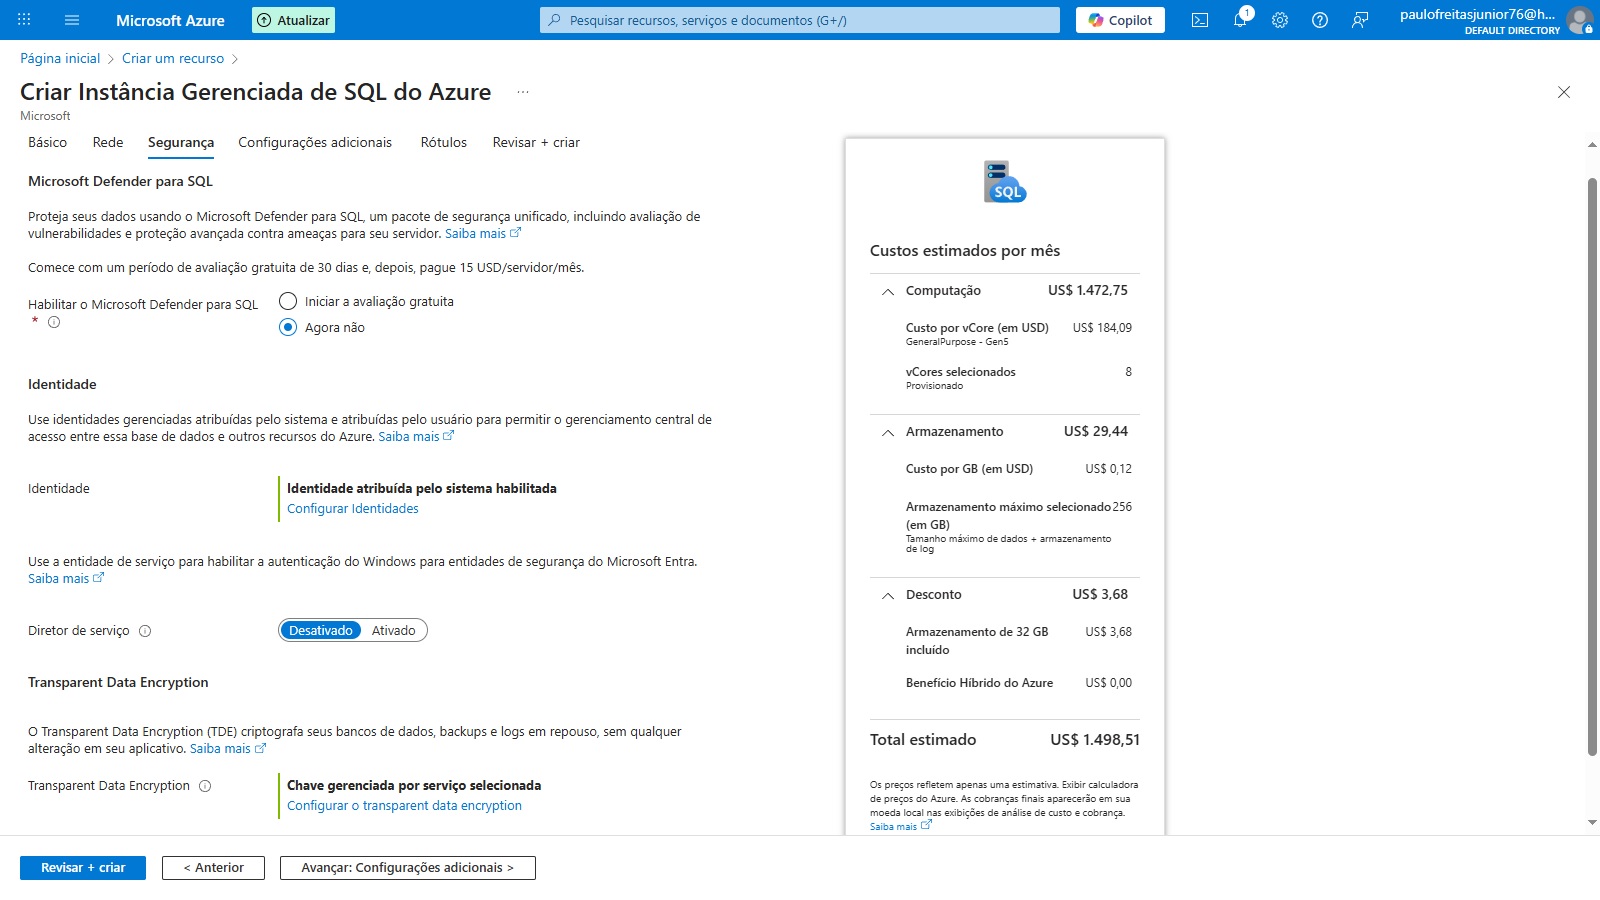 Microsoft Azure
Atualizar
Pesquisar recursos, serviços e documentos (G+/)
Copilot
1
paulofreitasjunior76@h...
DEFAULT DIRECTORY
Página inicial
Criar um recurso
Criar Instância Gerenciada de SQL do Azure
...
Microsoft
Básico
Rede
Segurança
Configurações adicionais
Rótulos
Revisar + criar
Microsoft Defender para SQL
Proteja seus dados usando o Microsoft Defender para SQL, um pacote de segurança unificado, incluindo avaliação de
vulnerabilidades e proteção avançada contra ameaças para seu servidor. Saiba mais
Comece com um período de avaliação gratuita de 30 dias e, depois, pague 15 USD/servidor/mês.
Habilitar o Microsoft Defender para SQL
*
Iniciar a avaliação gratuita
Agora não
Identidade
Use identidades gerenciadas atribuídas pelo sistema e atribuídas pelo usuário para permitir o gerenciamento central de
acesso entre essa base de dados e outros recursos do Azure. Saiba mais
Identidade
Identidade atribuída pelo sistema habilitada
Configurar Identidades
Use a entidade de serviço para habilitar a autenticação do Windows para entidades de segurança do Microsoft Entra.
Saiba mais
Diretor de serviço
Desativado
Ativado
Transparent Data Encryption
O Transparent Data Encryption (TDE) criptografa seus bancos de dados, backups e logs em repouso, sem qualquer
alteração em seu aplicativo. Saiba mais
Transparent Data Encryption
Chave gerenciada por serviço selecionada
Configurar o transparent data encryption
SQL
Custos estimados por mês
Computação US$ 1.472,75
Custo por vCore (em USD) US$ 184,09
GeneralPurpose - Gen5
vCores selecionados 8
Provisionado
Armazenamento US$ 29,44
Custo por GB (em USD) US$ 0,12
Armazenamento máximo selecionado 256
(em GB)
Tamanho máximo de dados + armazenamento
de log
Desconto US$ 3,68
Armazenamento de 32 GB US$ 3,68
incluído
Benefício Híbrido do Azure US$ 0,00
Total estimado US$ 1.498,51
Os preços refletem apenas uma estimativa. Exibir calculadora
de preços do Azure. As cobranças finais aparecerão em sua
moeda local nas exibições de análise de custo e cobrança.
Saiba mais
Revisar + criar
< Anterior
Avançar: Configurações adicionais >